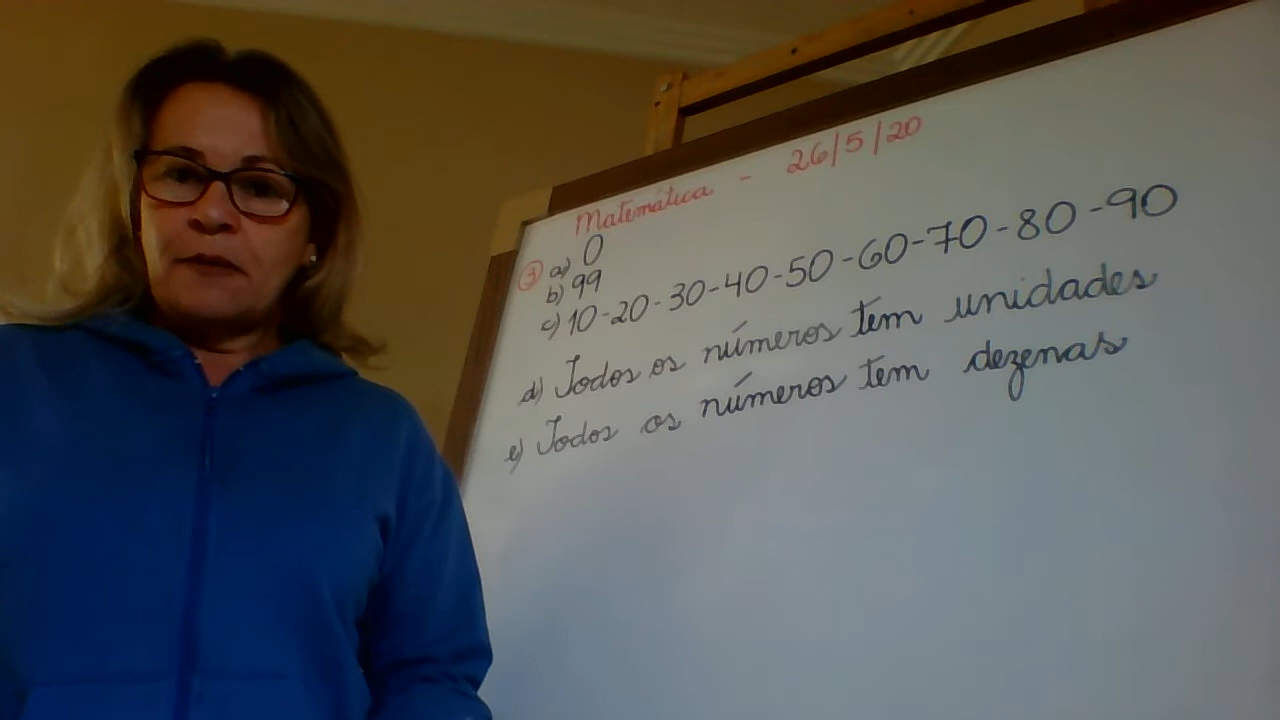 Matemática - 26/5/20
3 a) 0
b) 99
c) 10-20-30-40-50-60-70-80-90
d) Todos os números tem unidades
e) Todos os números tem dezenas